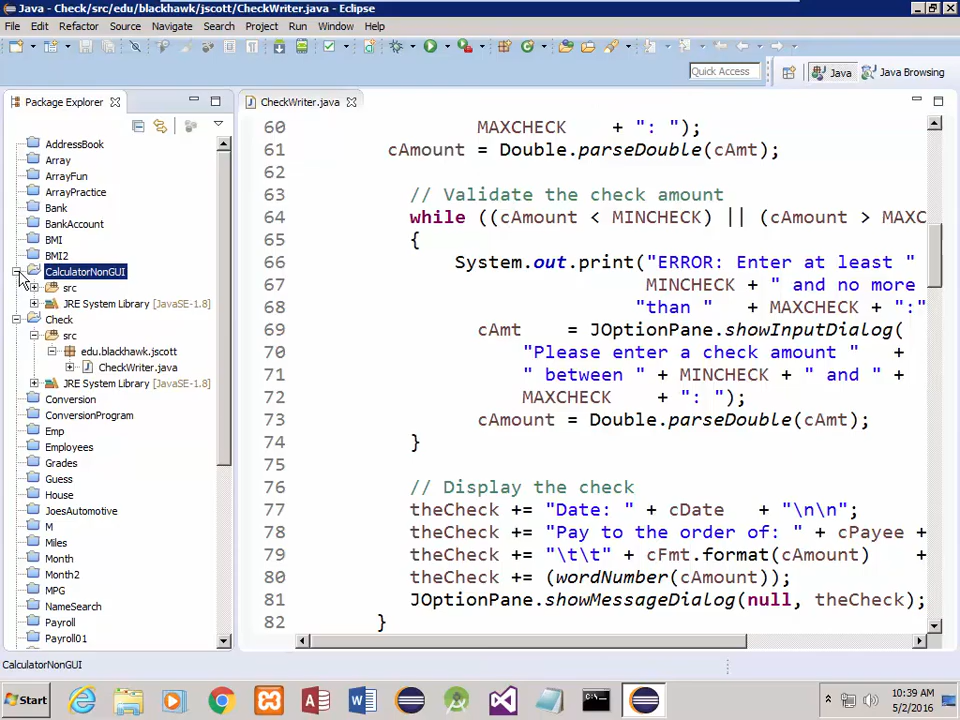 Java - Check/src/edu/blackhawk/jscott/CheckWriter.java - Eclipse
File Edit Refactor Source Navigate Search Project Run Window Help
Quick Access
Java
Java Browsing
Package Explorer
CheckWriter.java
AddressBook
Array
ArrayFun
ArrayPractice
Bank
BankAccount
BMI
BMI2
CalculatorNonGUI
src
JRE System Library [JavaSE-1.8]
Check
src
edu.blackhawk.jscott
CheckWriter.java
JRE System Library [JavaSE-1.8]
Conversion
ConversionProgram
Emp
Employees
Grades
Guess
House
JoesAutomotive
M
Miles
Month
Month2
MPG
NameSearch
Payroll
Payroll01
60 MAXCHECK + ": ");
61 cAmount = Double.parseDouble(cAmt);
62
63 // Validate the check amount
64 while ((cAmount < MINCHECK) || (cAmount > MAXC
65 {
66 System.out.print("ERROR: Enter at least "
67 MINCHECK + " and no more
68 "than " + MAXCHECK + ":"
69 cAmt = JOptionPane.showInputDialog(
70 "Please enter a check amount " +
71 " between " + MINCHECK + " and " +
72 MAXCHECK + ": ");
73 cAmount = Double.parseDouble(cAmt);
74 }
75
76 // Display the check
77 theCheck += "Date: " + cDate + "\n\n";
78 theCheck += "Pay to the order of: " + cPayee +
79 theCheck += "\t\t" + cFmt.format(cAmount) +
80 theCheck += (wordNumber(cAmount));
81 JOptionPane.showMessageDialog(null, theCheck);
82 }
CalculatorNonGUI
Start
10:39 AM
5/2/2016